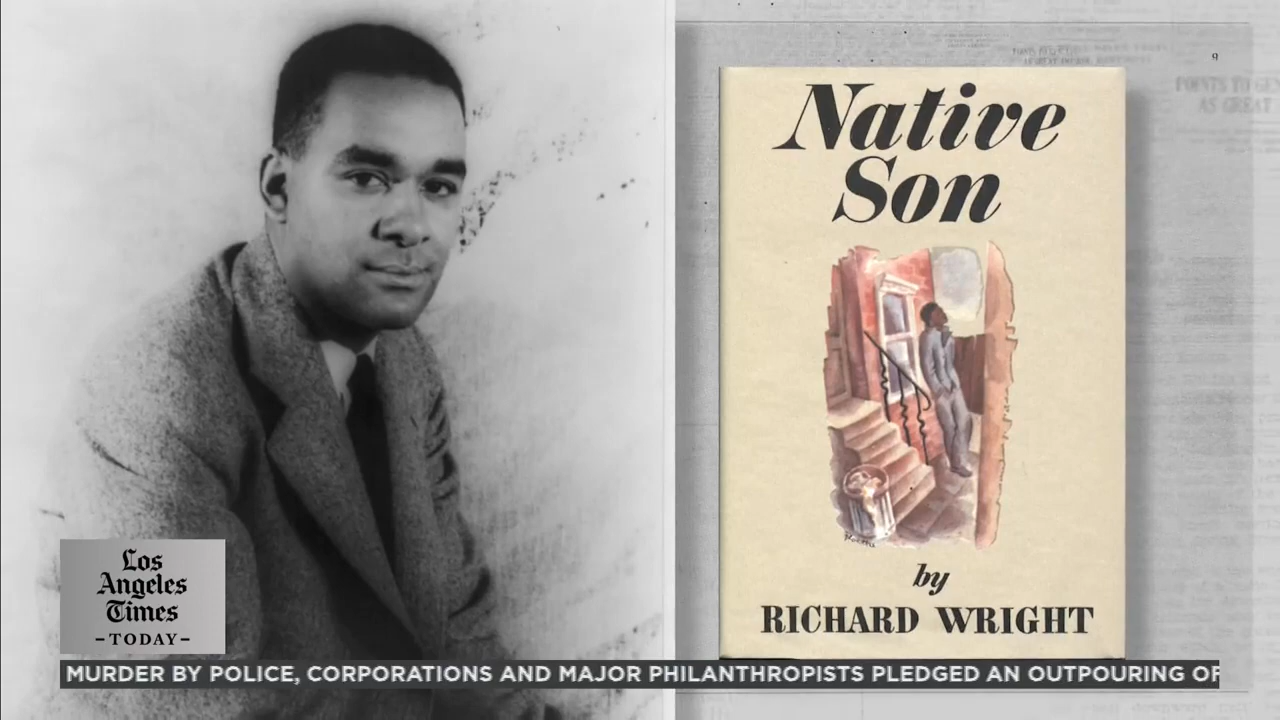 Native
Son
by
RICHARD WRIGHT
Los
Angeles
Times
–TODAY–
MURDER BY POLICE, CORPORATIONS AND MAJOR PHILANTHROPISTS PLEDGED AN OUTPOURING OF